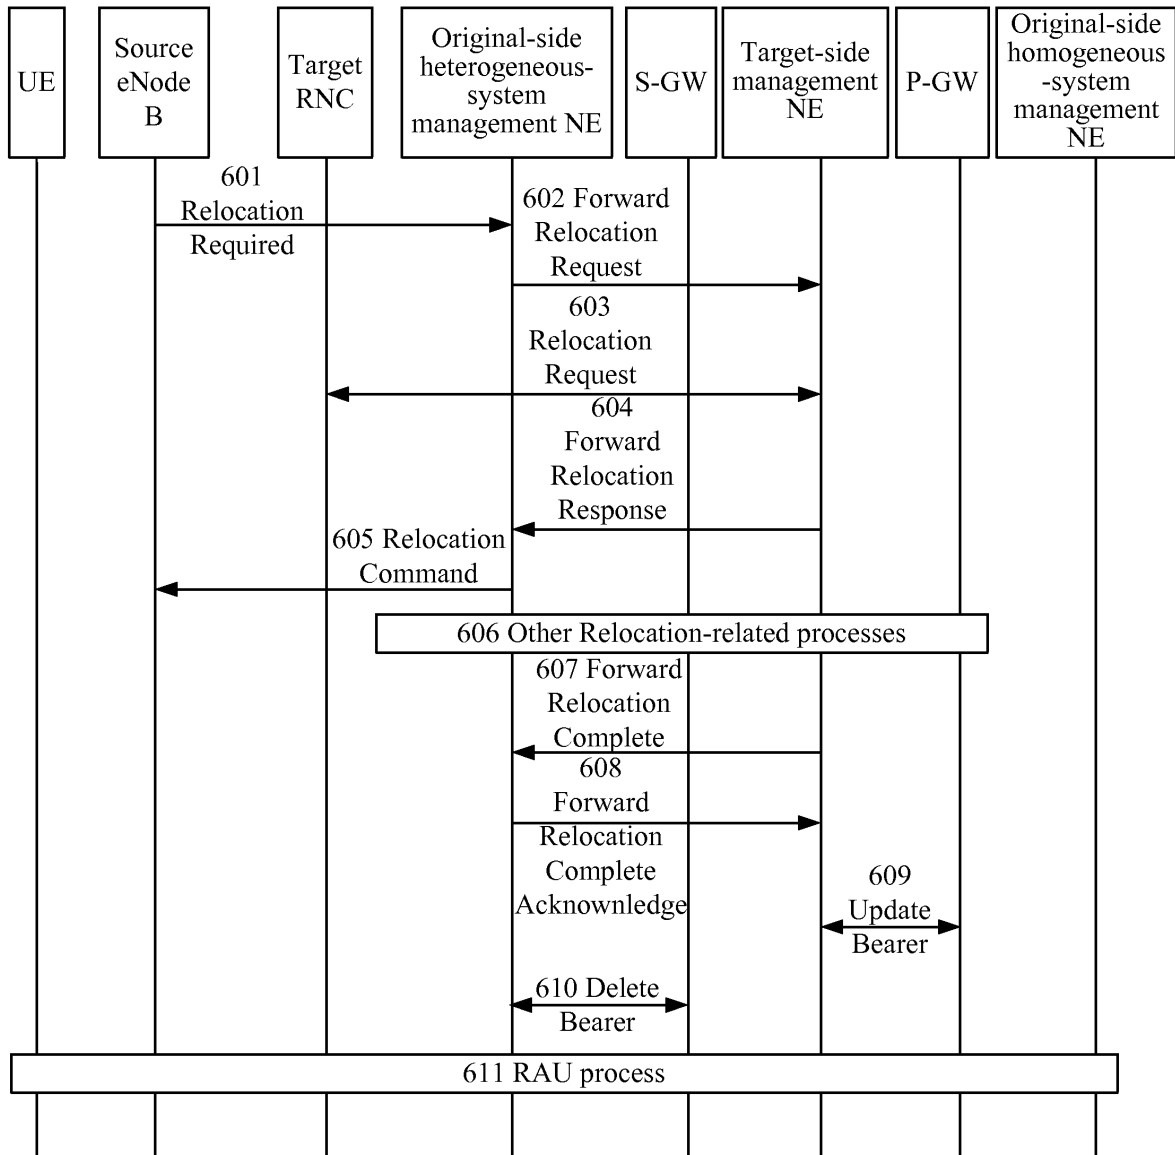 UE
Source
eNode
B
Target
RNC
Original-side
heterogeneous-
system
management NE
S-GW
Target-side
management
NE
P-GW
Original-side
homogeneous
-system
management
NE
601
Relocation
Required
602 Forward
Relocation
Request
603
Relocation
Request
604
Forward
Relocation
Response
605 Relocation
Command
606 Other Relocation-related processes
607 Forward
Relocation
Complete
608
Forward
Relocation
Complete
Acknownledge
609
Update
Bearer
610 Delete
Bearer
611 RAU process